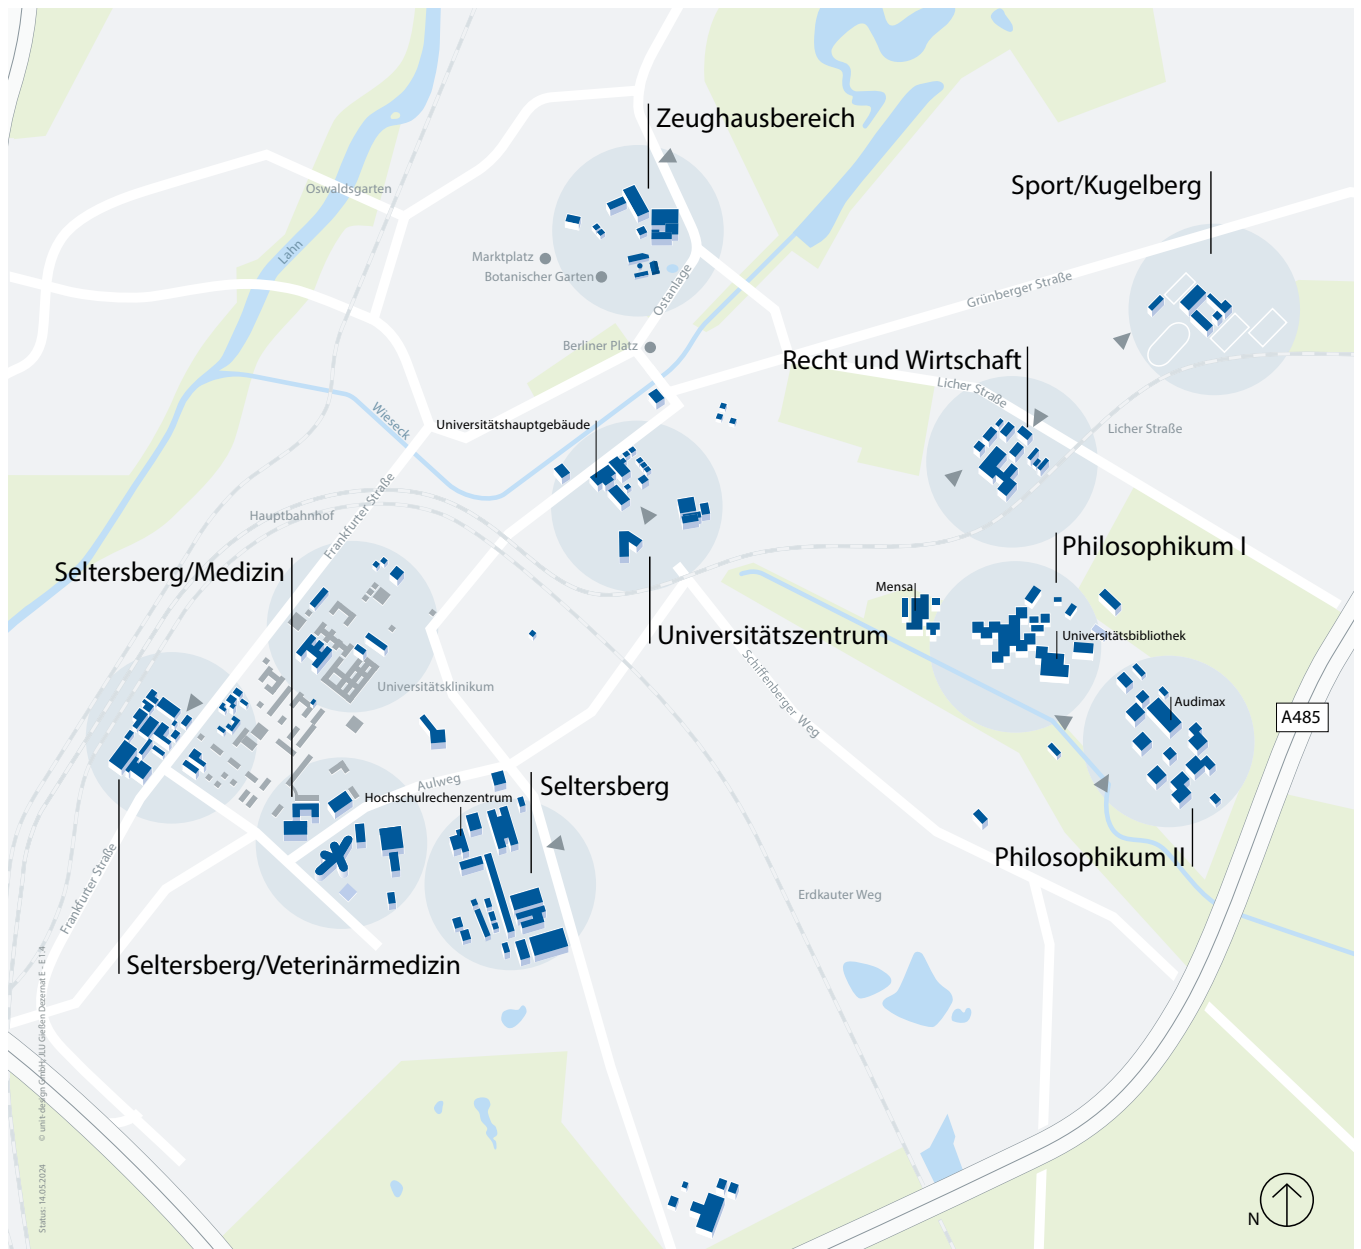 Zeughausbereich
Sport/Kugelberg
Oswaldsgarten
Lahn
Marktplatz
Botanischer Garten
Ostanlage
Grünberger Straße
Berliner Platz
Recht und Wirtschaft
Licher Straße
Wieseck
Universitätshauptgebäude
Licher Straße
Frankfurter Straße
Hauptbahnhof
Philosophikum I
Seltersberg/Medizin
Mensa
Universitätszentrum
Universitätsbibliothek
Schiffenberger Weg
Universitätsklinikum
Audimax
A485
Aulweg
Seltersberg
Hochschulrechenzentrum
Philosophikum II
Frankfurter Straße
Erdkauter Weg
Seltersberg/Veterinärmedizin
Status: 14.05.2024 © unit-design GmbH, JLU Gießen Dezernat E - E 1.4
N